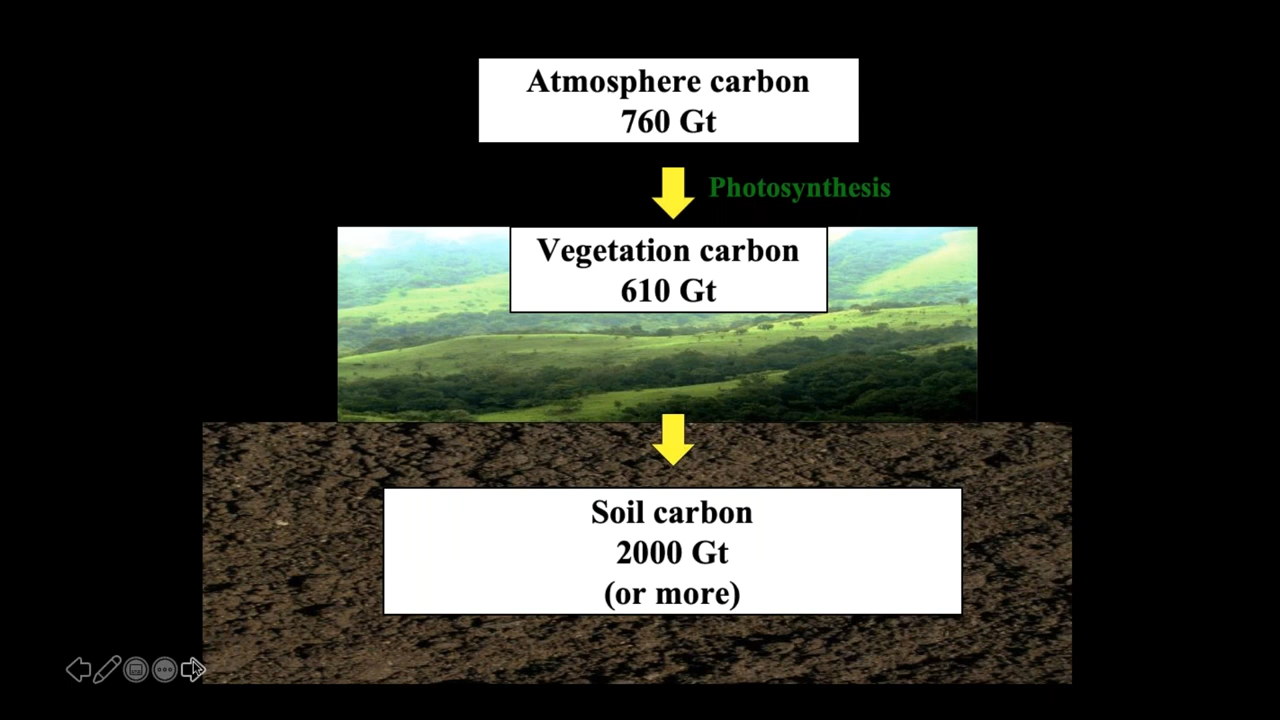 Atmosphere carbon
760 Gt
Photosynthesis
Vegetation carbon
610 Gt
Soil carbon
2000 Gt
(or more)